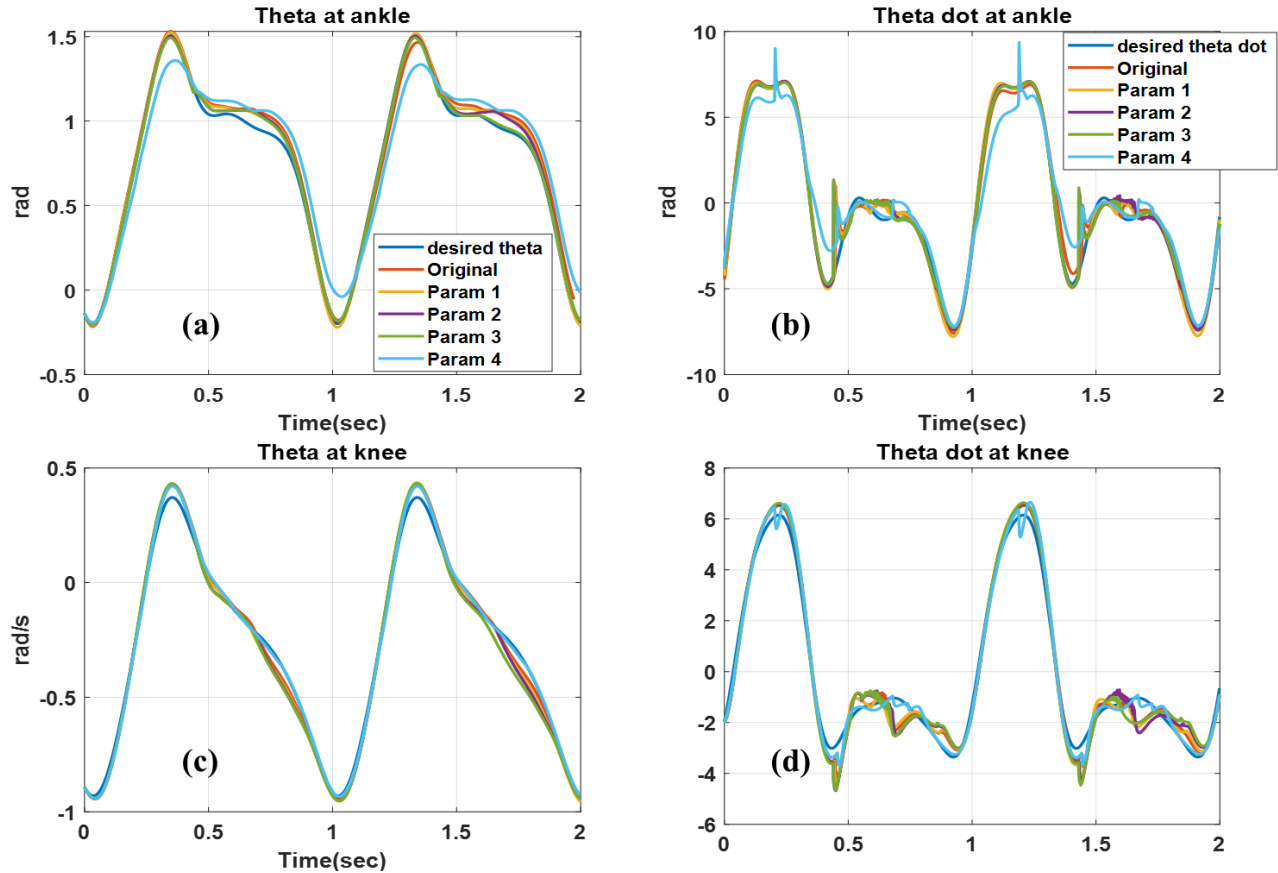 Theta at ankle
1.5
1
0.5
0
-0.5
rad
desired theta
Original
Param 1
Param 2
Param 3
Param 4
(a)
0 0.5 1 1.5 2
Time(sec)
Theta dot at ankle
10
5
0
-5
-10
rad
desired theta dot
Original
Param 1
Param 2
Param 3
Param 4
(b)
0 0.5 1 1.5 2
Time(sec)
Theta at knee
0.5
0
-0.5
-1
rad/s
(c)
0 0.5 1 1.5 2
Time(sec)
Theta dot at knee
8
6
4
2
0
-2
-4
-6
(d)
0 0.5 1 1.5 2